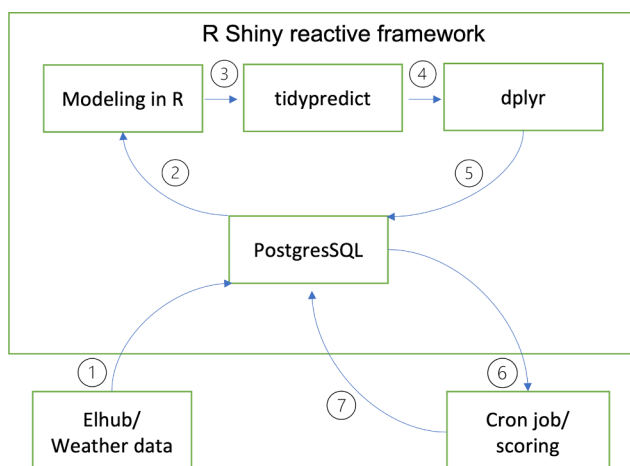 R Shiny reactive framework
3
4
Modeling in R
tidypredict
dplyr
2
5
PostgresSQL
1
6
7
Elhub/
Weather data
Cron job/
scoring